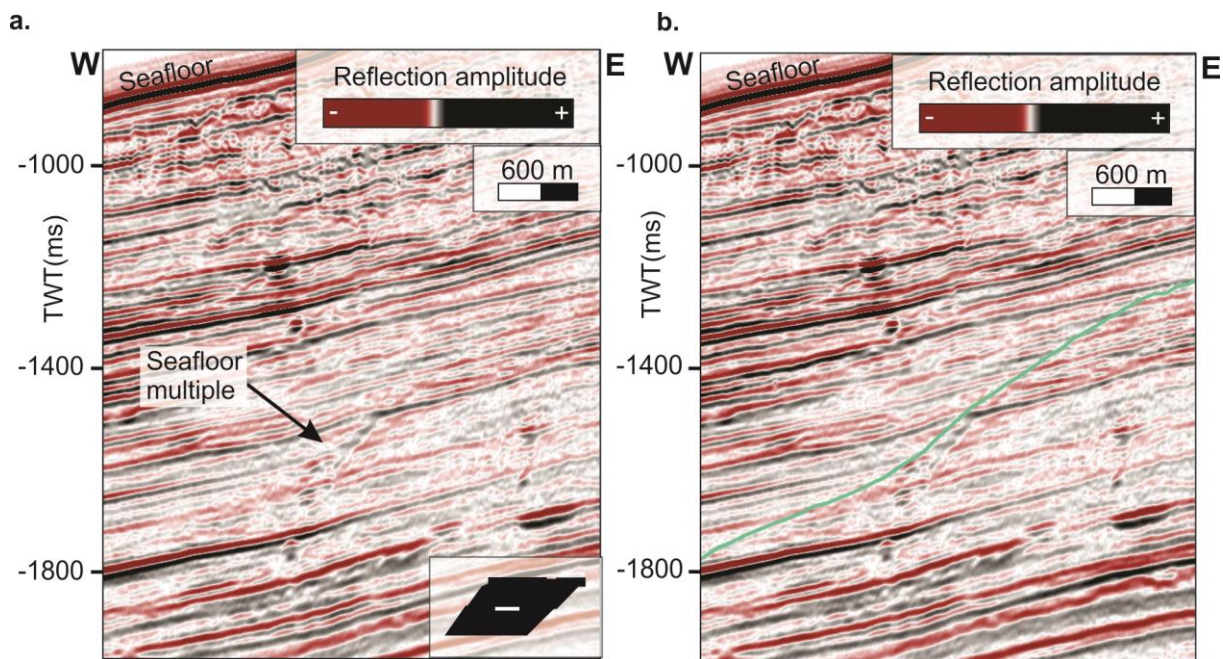 a.
W
E
Seafloor
Reflection amplitude
- +
600 m
-1000
TWT(ms)
-1400
Seafloor
multiple
-1800
b.
W
E
Seafloor
Reflection amplitude
- +
600 m
-1000
TWT(ms)
-1400
-1800